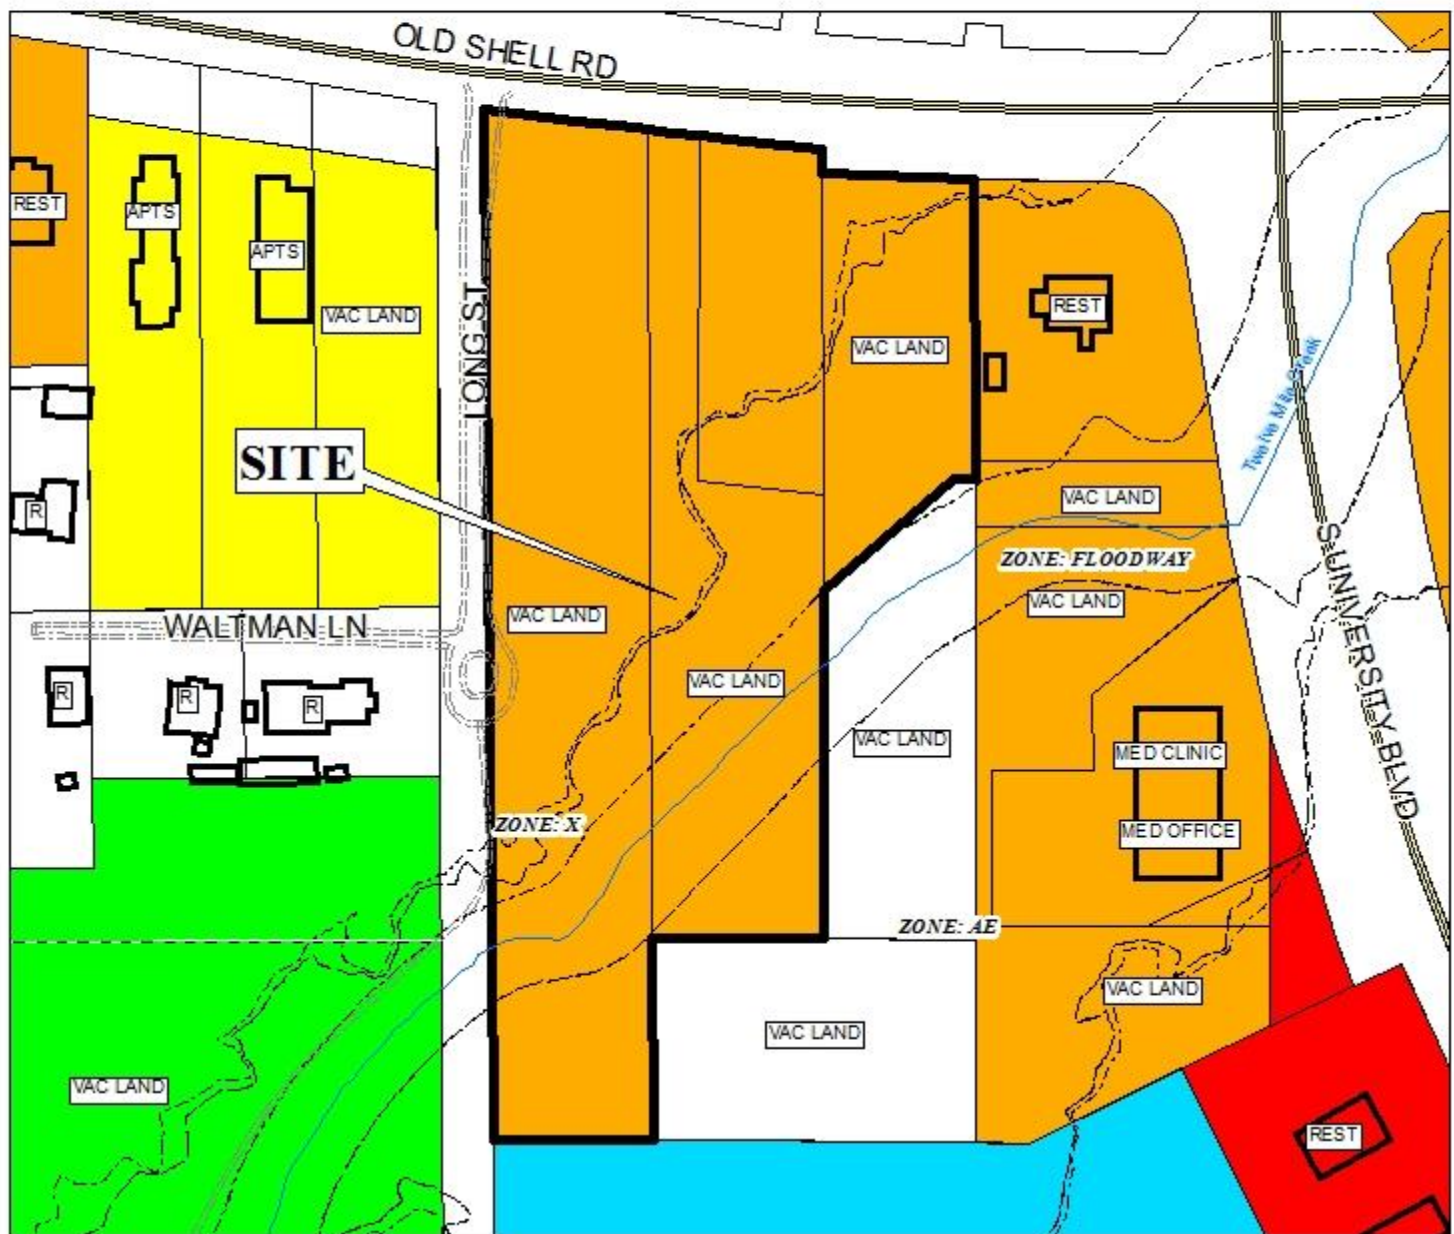 OLD SHELL RD
REST
APTS
APTS
VAC LAND
LONG ST
VAC LAND
REST
SITE
Twelve Mile Creek
R
VAC LAND
ZONE: FLOODWAY
VAC LAND
S UNIVERSITY BLVD
VAC LAND
WALTMAN LN
R
R
R
VAC LAND
VAC LAND
MED CLINIC
ZONE: X
MED OFFICE
ZONE: AE
VAC LAND
VAC LAND
VAC LAND
REST